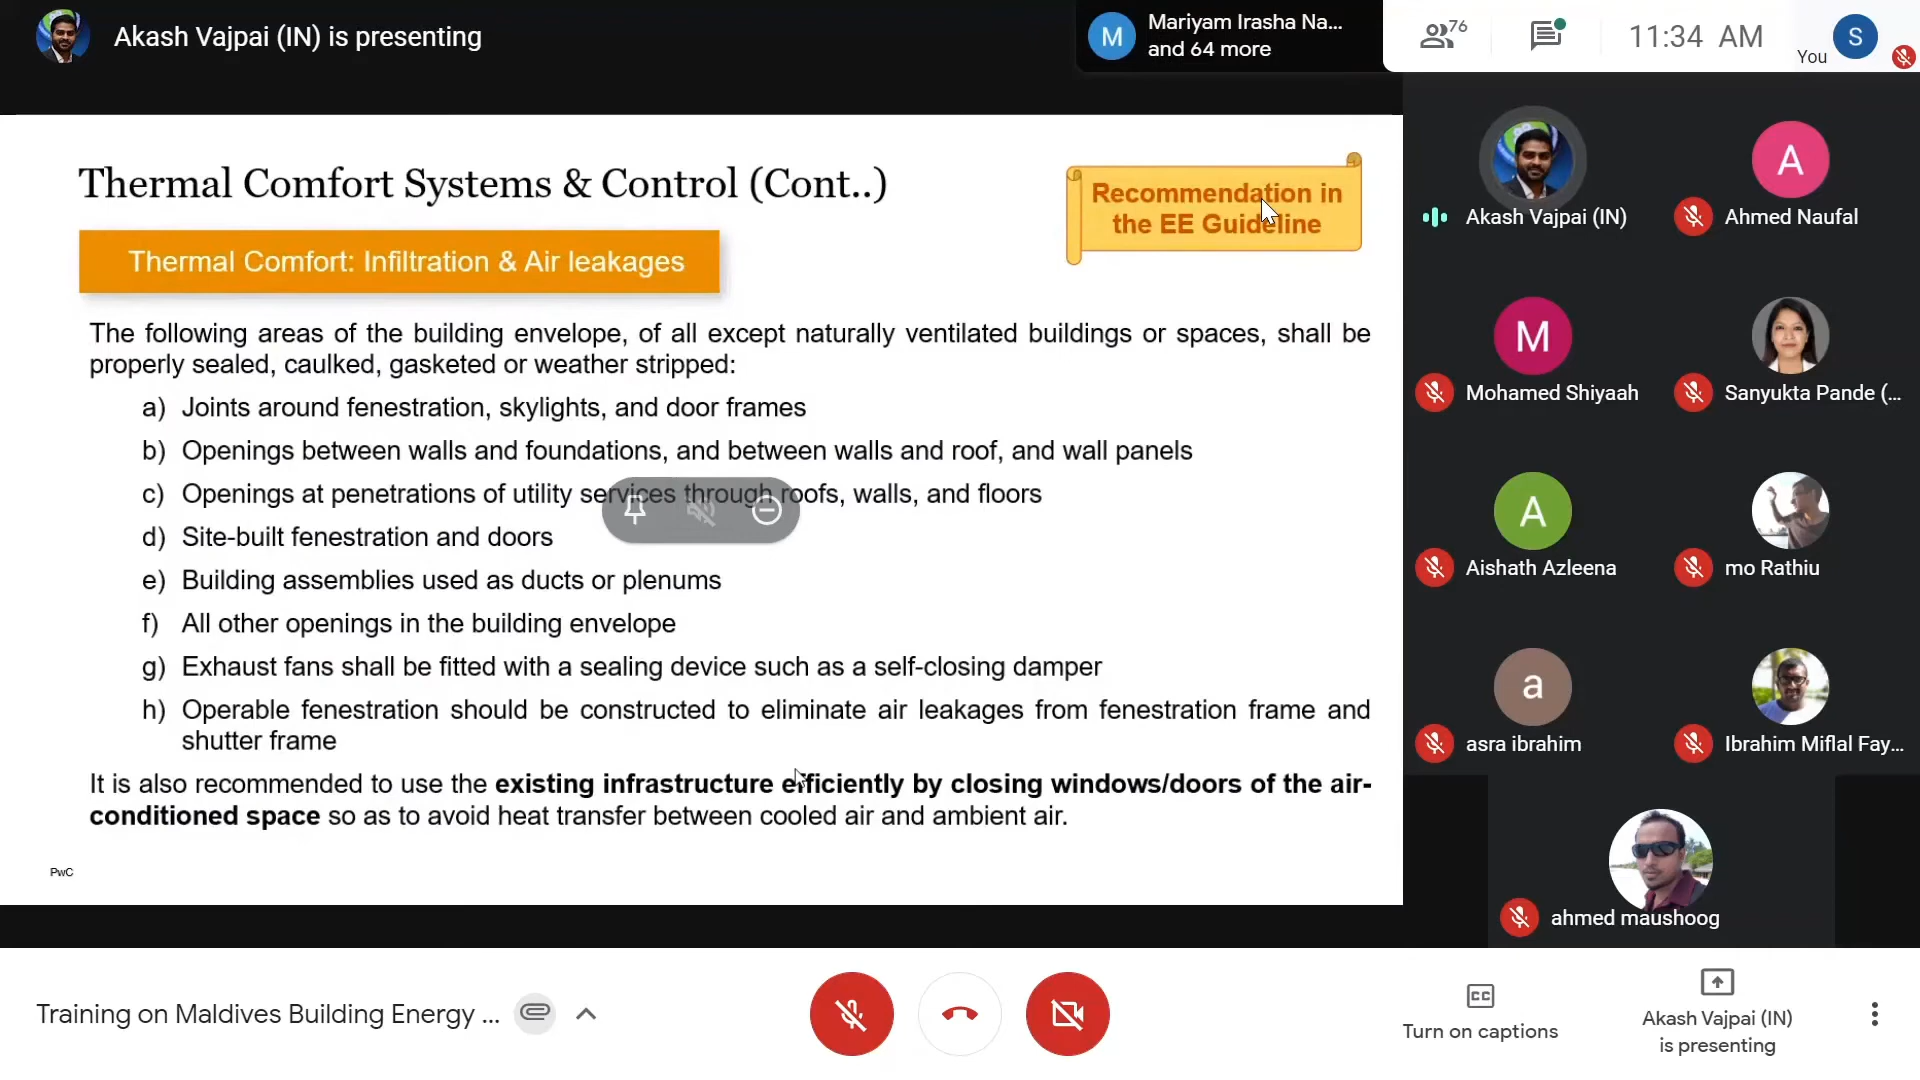 Akash Vajpai (IN) is presenting
M
Mariyam Irasha Na...
and 64 more
76
11:34 AM
You
S
Thermal Comfort Systems & Control (Cont..)
Recommendation in
the EE Guideline
Thermal Comfort: Infiltration & Air leakages
The following areas of the building envelope, of all except naturally ventilated buildings or spaces, shall be
properly sealed, caulked, gasketed or weather stripped:
a) Joints around fenestration, skylights, and door frames
b) Openings between walls and foundations, and between walls and roof, and wall panels
c) Openings at penetrations of utility services through roofs, walls, and floors
d) Site-built fenestration and doors
e) Building assemblies used as ducts or plenums
f) All other openings in the building envelope
g) Exhaust fans shall be fitted with a sealing device such as a self-closing damper
h) Operable fenestration should be constructed to eliminate air leakages from fenestration frame and
shutter frame
It is also recommended to use the existing infrastructure efficiently by closing windows/doors of the air-
conditioned space so as to avoid heat transfer between cooled air and ambient air.
PwC
Akash Vajpai (IN)
A
Ahmed Naufal
M
Mohamed Shiyaah
Sanyukta Pande (...
A
Aishath Azleena
mo Rathiu
a
asra ibrahim
Ibrahim Miflal Fay...
ahmed maushoog
Training on Maldives Building Energy ...
CC
Turn on captions
Akash Vajpai (IN)
is presenting